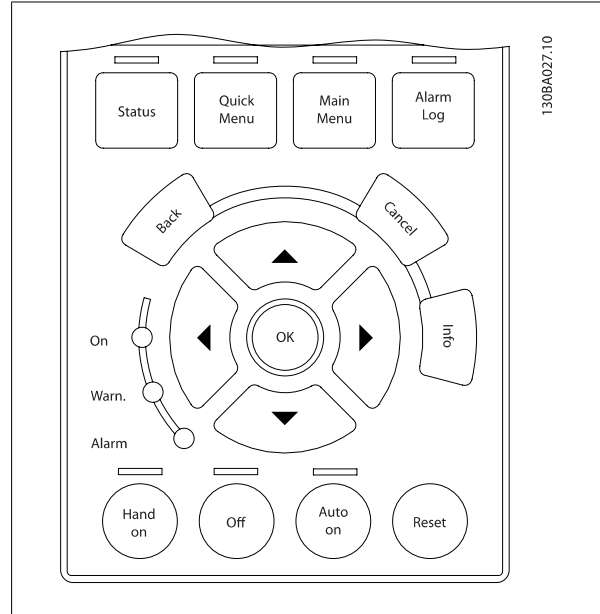 130BA027.10
Status
Quick
Menu
Main
Menu
Alarm
Log
Back
Cancel
OK
Info
On
Warn.
Alarm
Hand
on
Off
Auto
on
Reset